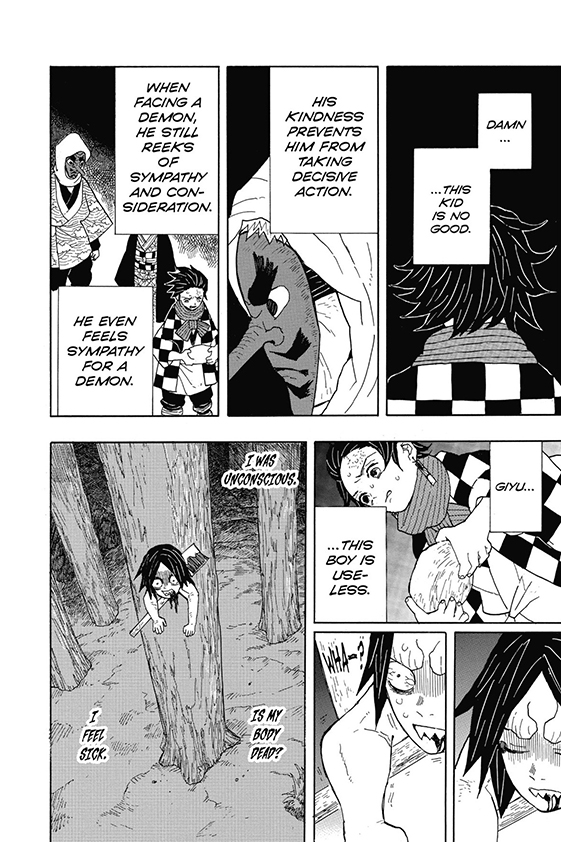 DAMN
...
...THIS
KID
IS NO
GOOD.
HIS
KINDNESS
PREVENTS
HIM FROM
TAKING
DECISIVE
ACTION.
WHEN
FACING A
DEMON,
HE STILL
REEKS
OF
SYMPATHY
AND CON-
SIDERATION.
HE EVEN
FEELS
SYMPATHY
FOR A
DEMON.
GIYU...
...THIS
BOY IS
USE-
LESS.
WHA-?
I WAS
UNCONSCIOUS.
IS MY
BODY
DEAD?
I
FEEL
SICK.